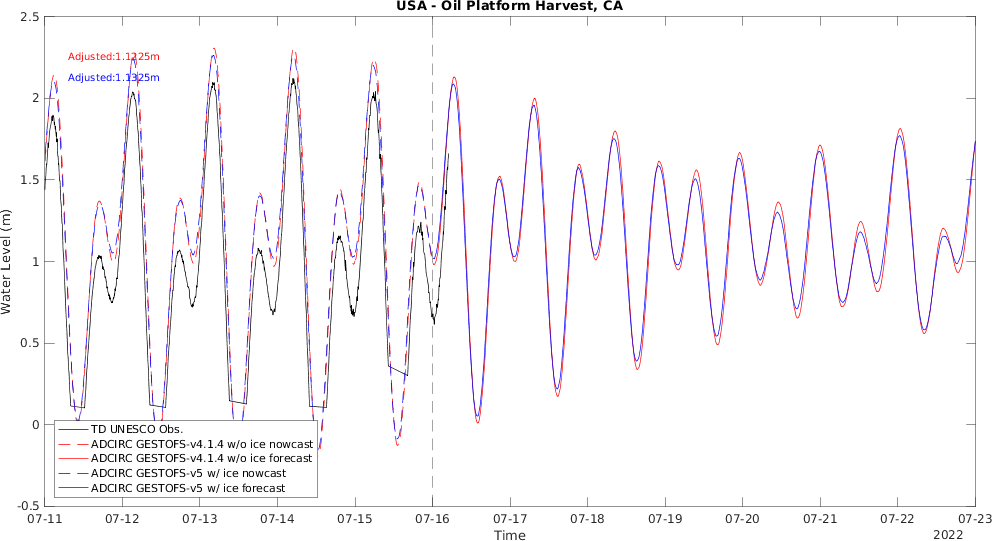 USA - Oil Platform Harvest, CA
2.5
2
1.5
1
0.5
0
-0.5
Water Level (m)
Adjusted:1.1225m
Adjusted:1.1325m
TD UNESCO Obs.
ADCIRC GESTOFS-v4.1.4 w/o ice nowcast
ADCIRC GESTOFS-v4.1.4 w/o ice forecast
ADCIRC GESTOFS-v5 w/ ice nowcast
ADCIRC GESTOFS-v5 w/ ice forecast
07-11 07-12 07-13 07-14 07-15 07-16 07-17 07-18 07-19 07-20 07-21 07-22 07-23
Time
2022